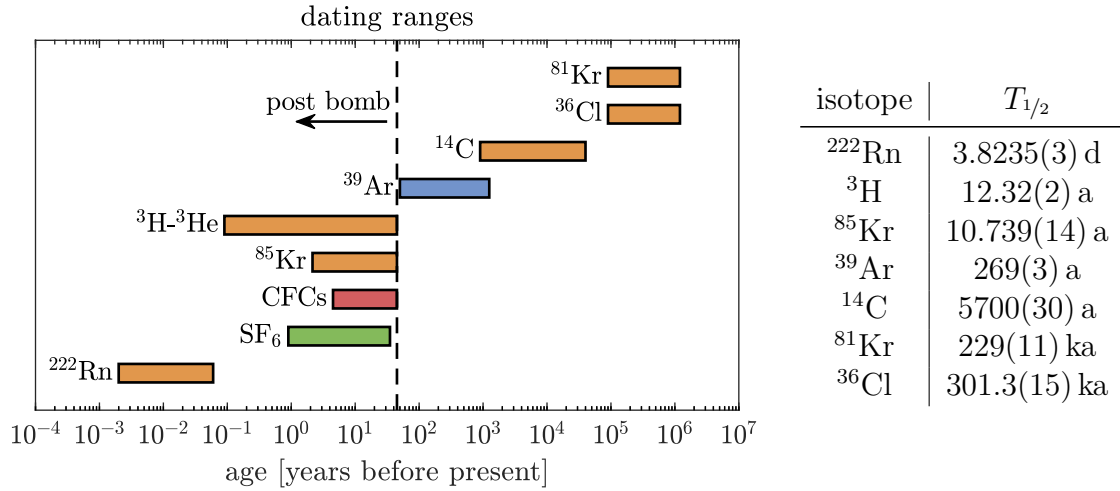 dating ranges
post bomb
⁸¹Kr
³⁶Cl
¹⁴C
³⁹Ar
³H-³He
⁸⁵Kr
CFCs
SF₆
²²²Rn
10⁻⁴ 10⁻³ 10⁻² 10⁻¹ 10⁰ 10¹ 10² 10³ 10⁴ 10⁵ 10⁶ 10⁷
age [years before present]
isotope T₁/₂
²²²Rn 3.8235(3) d
³H 12.32(2) a
⁸⁵Kr 10.739(14) a
³⁹Ar 269(3) a
¹⁴C 5700(30) a
⁸¹Kr 229(11) ka
³⁶Cl 301.3(15) ka